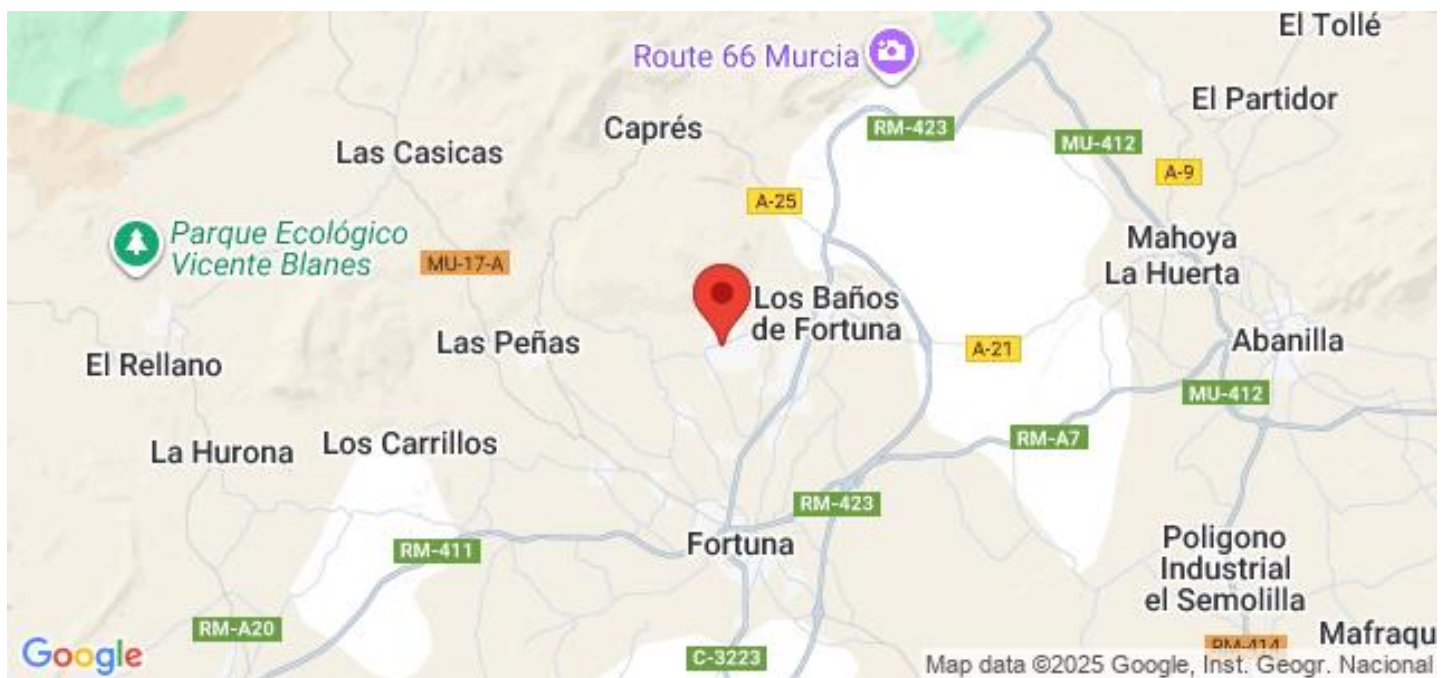 El Tollé
Route 66 Murcia
El Partidor
Caprés
RM-423
MU-412
Las Casicas
A-9
A-25
Parque Ecológico
Vicente Blanes
MU-17-A
Mahoya
La Huerta
Los Baños
de Fortuna
Las Peñas
A-21
Abanilla
El Rellano
MU-412
La Hurona
Los Carrillos
RM-A7
RM-423
Fortuna
RM-411
Poligono
Industrial
el Semolilla
RM-A20
Mafraqu
RM-414
Google
C-3223
Map data ©2025 Google, Inst. Geogr. Nacional